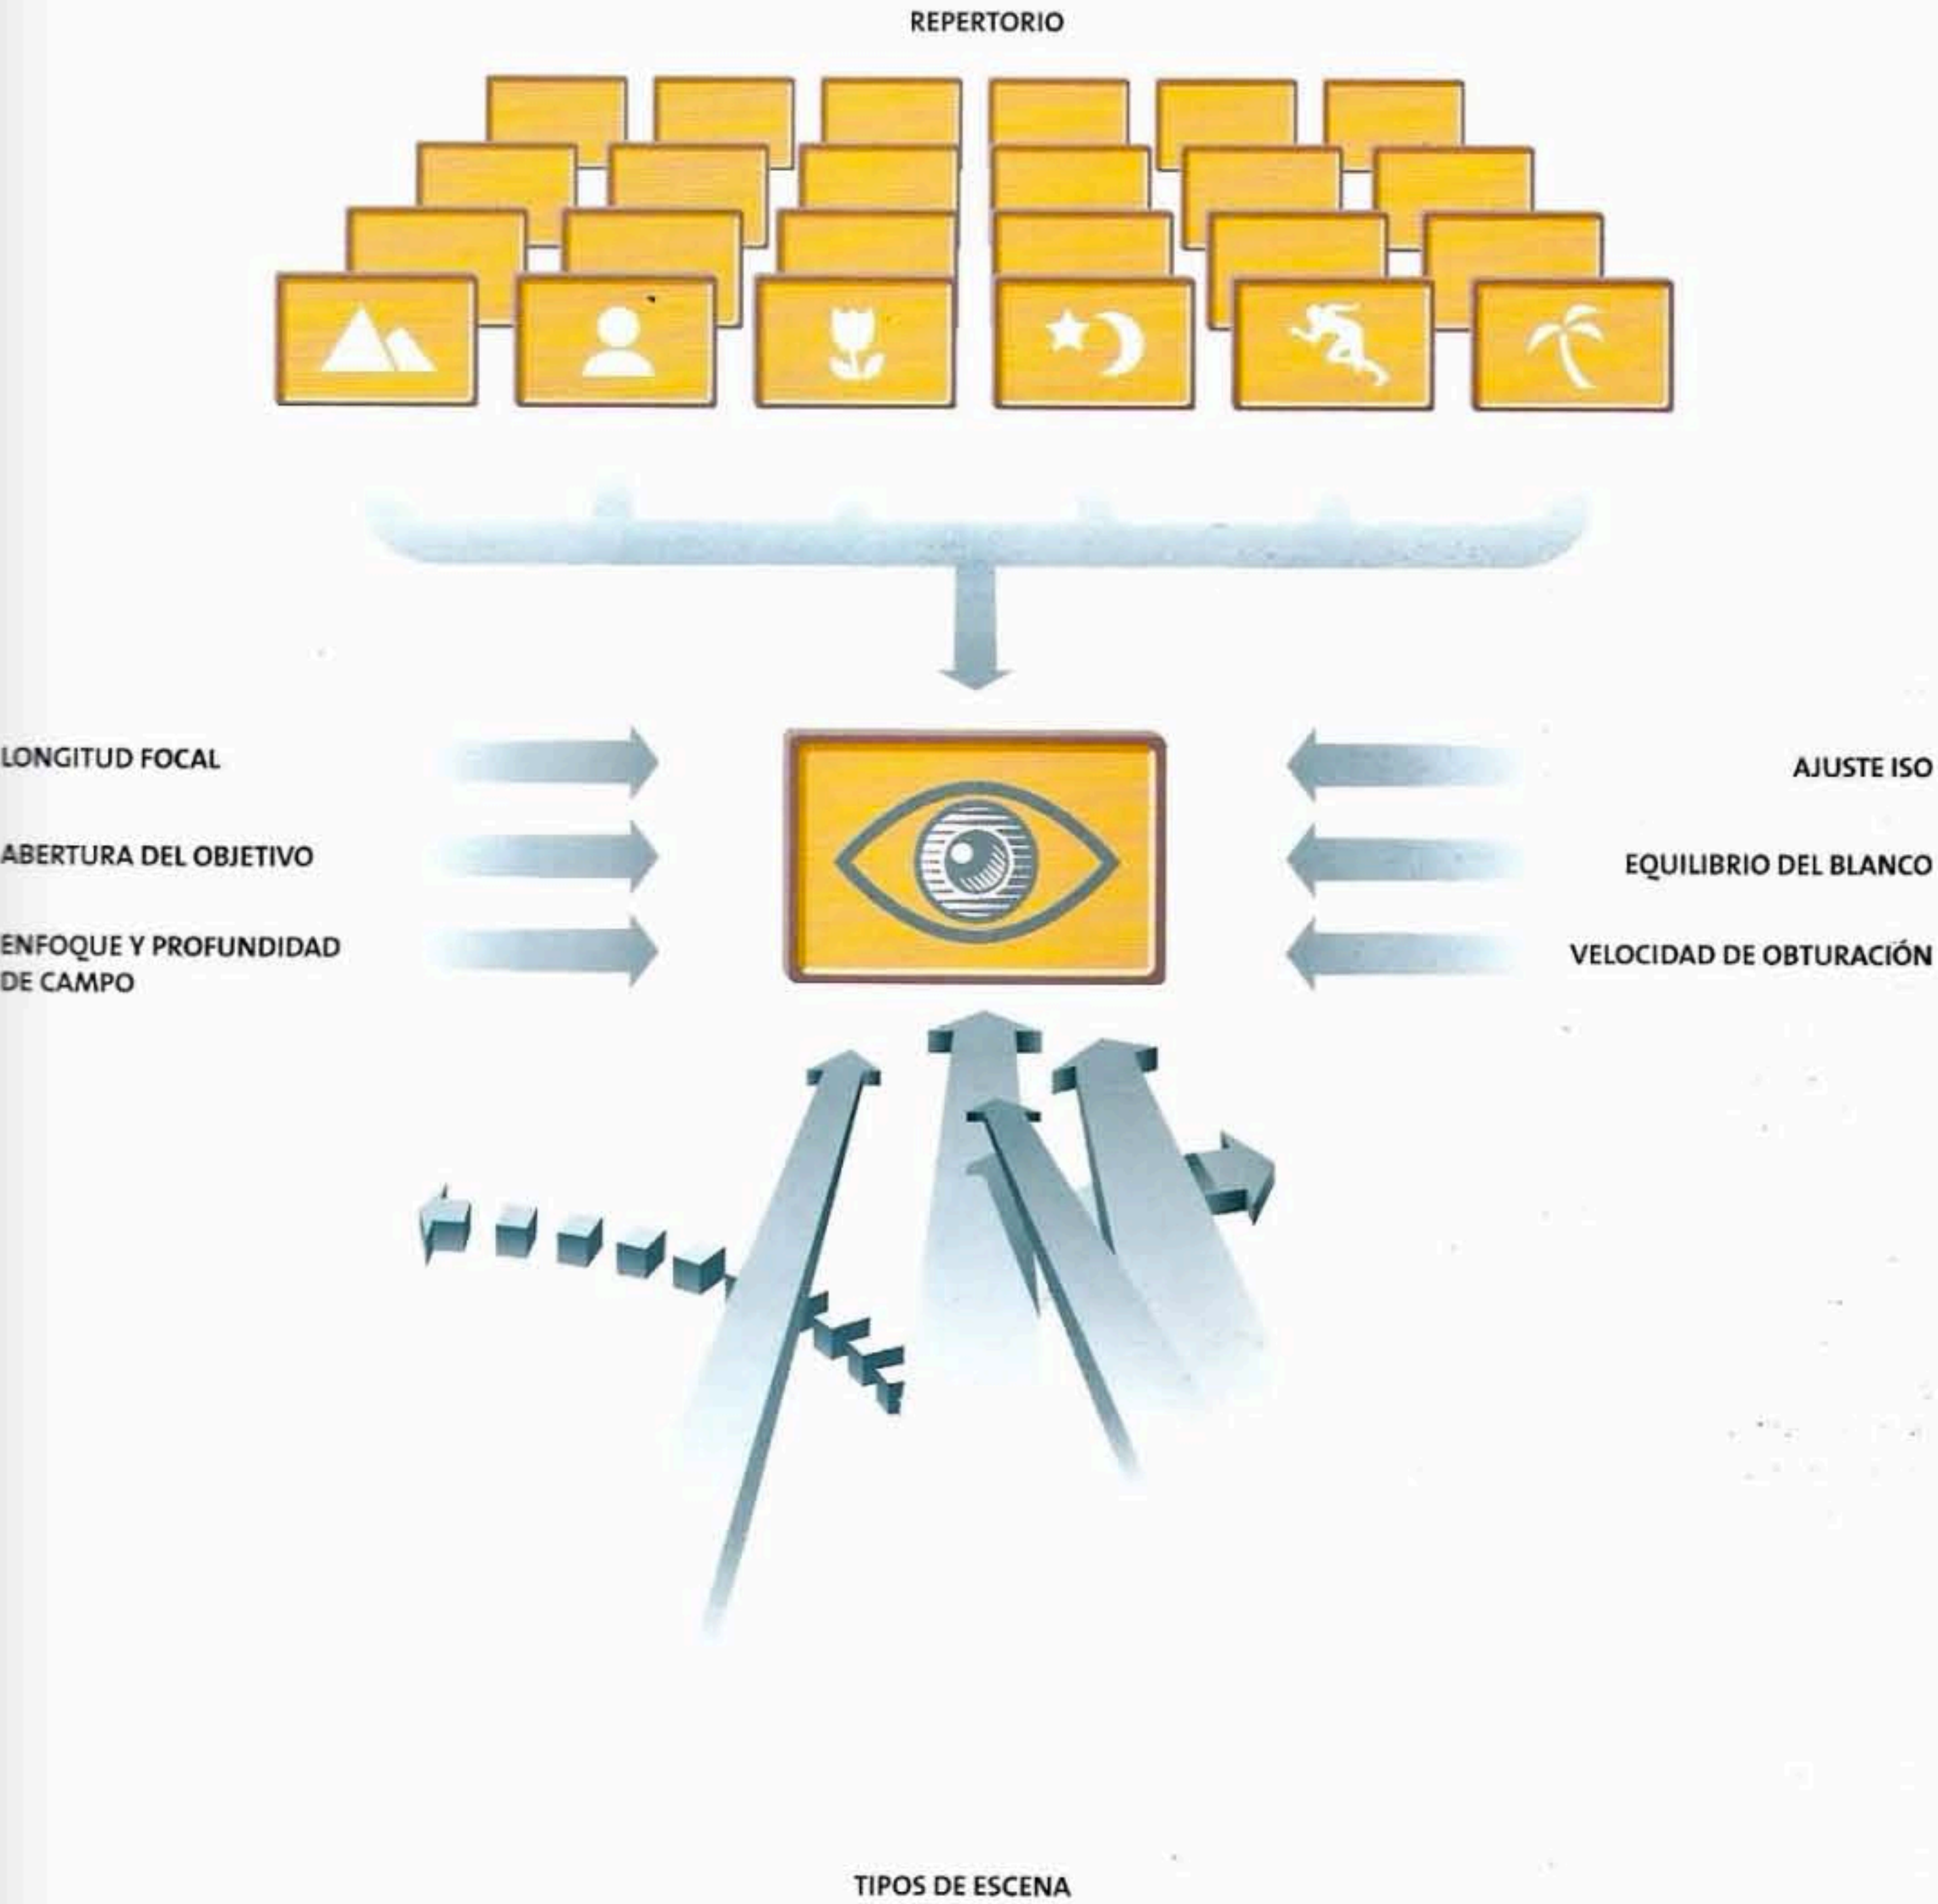 REPERTORIO
LONGITUD FOCAL
AJUSTE ISO
ABERTURA DEL OBJETIVO
EQUILIBRIO DEL BLANCO
ENFOQUE Y PROFUNDIDAD
DE CAMPO
VELOCIDAD DE OBTURACIÓN
TIPOS DE ESCENA